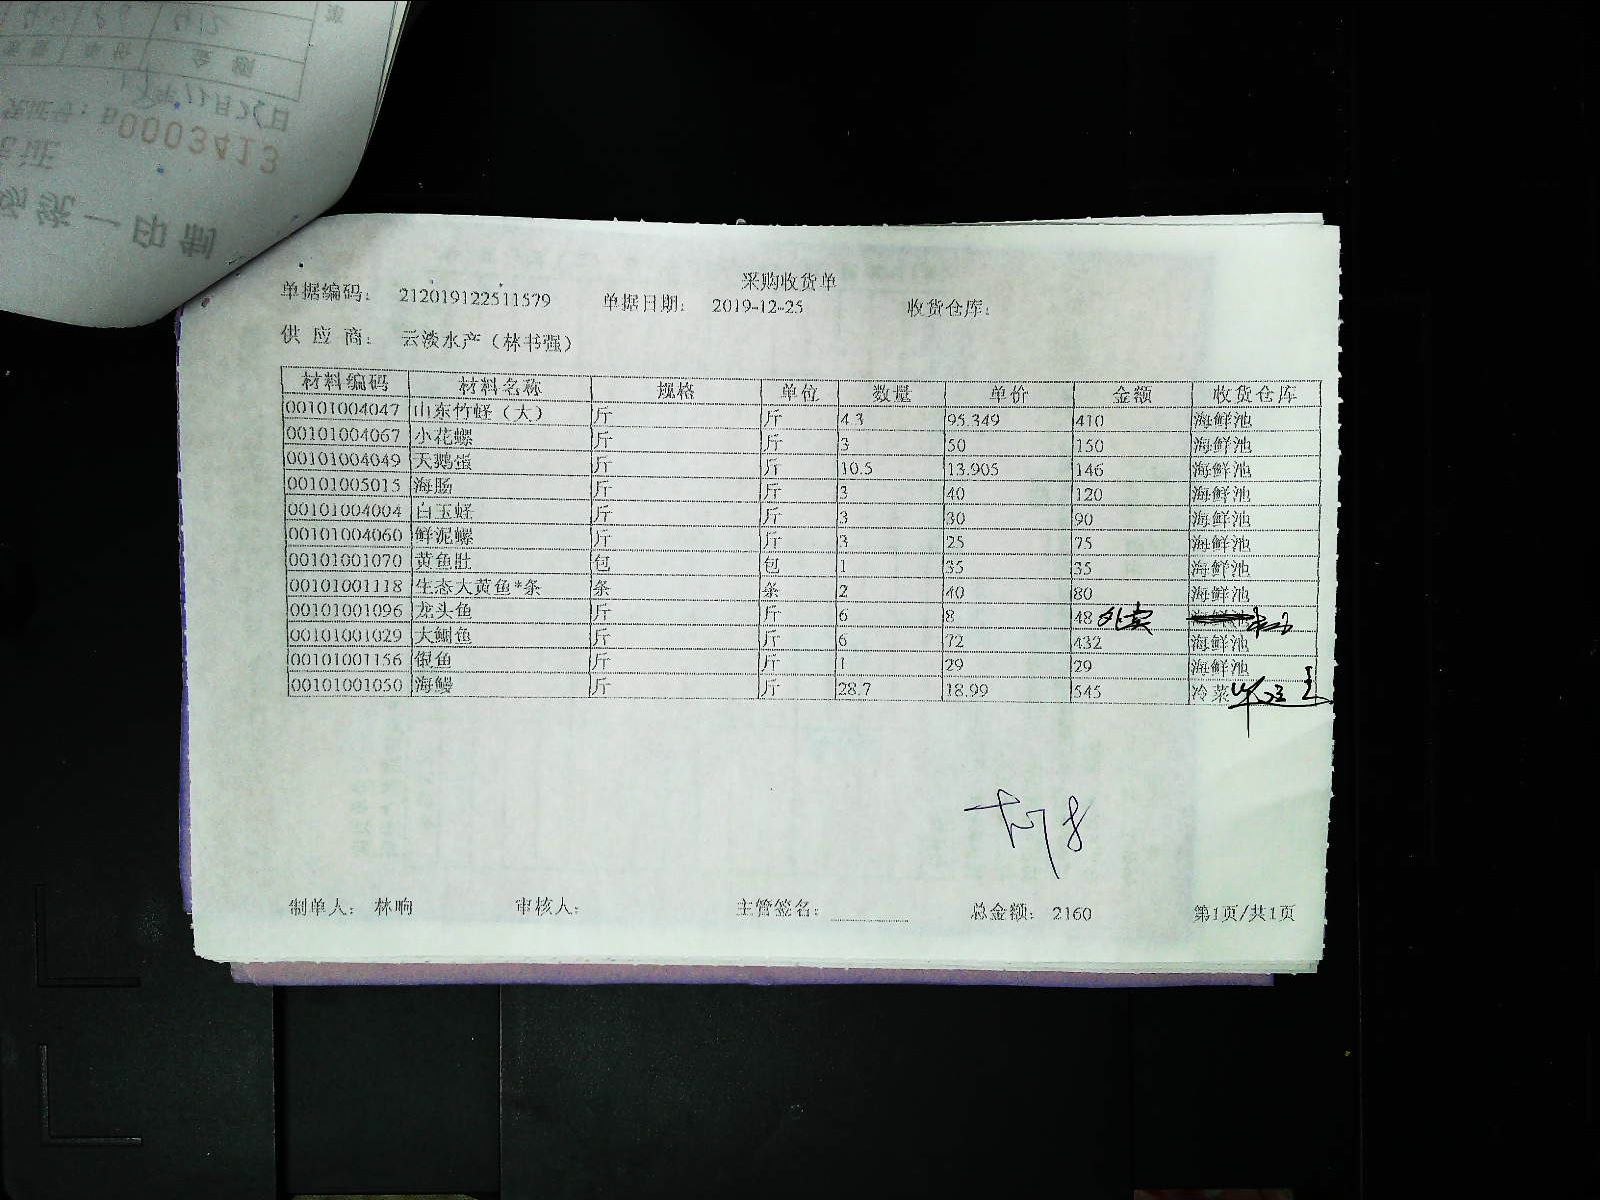 0003413
统一印制
采购收货单
单据编码: 212019122511579 单据日期: 2019-12-25 收货仓库:
供 应 商: 云淡水产（林书强）
材料编码 材料名称 规格 单位 数量 单价 金额 收货仓库
00101004047 山东竹蛏（大） 斤 斤 4.3 95.349 410 海鲜池
00101004067 小花螺 斤 斤 3 50 150 海鲜池
00101004049 天鹅蛋 斤 斤 10.5 13.905 146 海鲜池
00101005015 海肠 斤 斤 3 40 120 海鲜池
00101004004 白玉蛏 斤 斤 3 30 90 海鲜池
00101004060 鲜泥螺 斤 斤 3 25 75 海鲜池
00101001070 黄鱼肚 包 包 1 35 35 海鲜池
00101001118 生态大黄鱼*条 条 条 2 40 80 海鲜池
00101001096 龙头鱼 斤 斤 6 8 48 外卖
00101001029 大鲳鱼 斤 斤 6 72 432 海鲜池
00101001156 银鱼 斤 斤 1 29 29 海鲜池
00101001050 海鳗 斤 斤 28.7 18.99 545 冷菜
制单人: 林响 审核人: 主管签名: 总金额: 2160 第1页/共1页